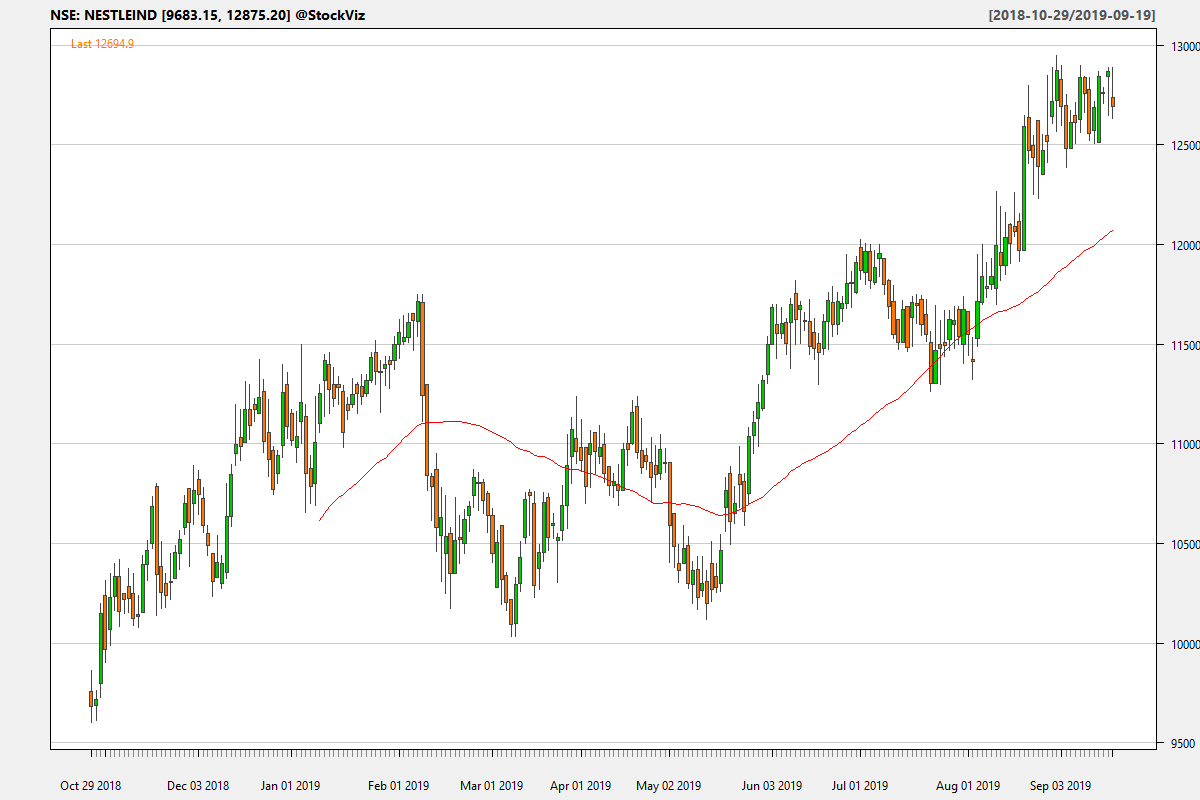 NSE: NESTLEIND [9683.15, 12875.20] @StockViz
[2018-10-29/2019-09-19]
Last 12694.9
13000
12500
12000
11500
11000
10500
10000
9500
Oct 29 2018
Dec 03 2018
Jan 01 2019
Feb 01 2019
Mar 01 2019
Apr 01 2019
May 02 2019
Jun 03 2019
Jul 01 2019
Aug 01 2019
Sep 03 2019